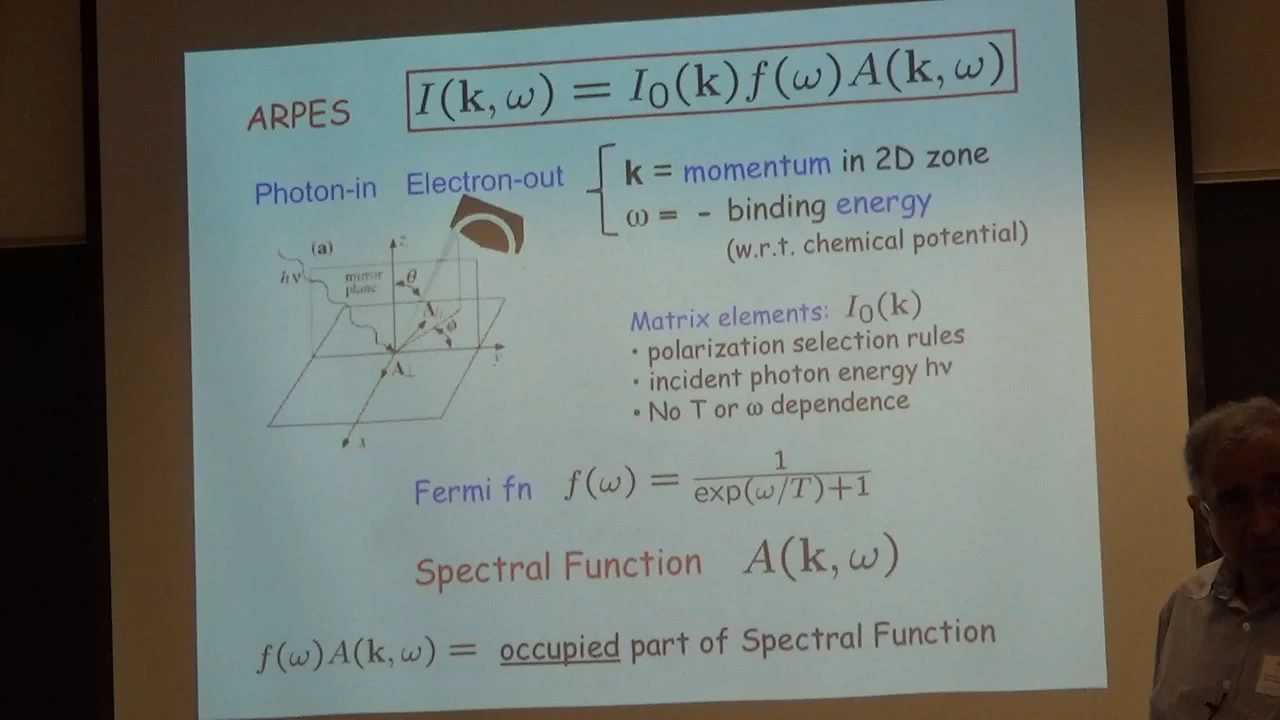 ARPES I(k, ω) = I₀(k)f(ω)A(k, ω)
Photon-in Electron-out
k = momentum in 2D zone
ω = - binding energy
(w.r.t. chemical potential)
(a)
z
hν
mirror
plane
θ
φ
A⊥
x
Matrix elements: I₀(k)
• polarization selection rules
• incident photon energy hν
• No T or ω dependence
Fermi fn f(ω) = 1 / exp(ω/T)+1
Spectral Function A(k, ω)
f(ω)A(k, ω) = occupied part of Spectral Function